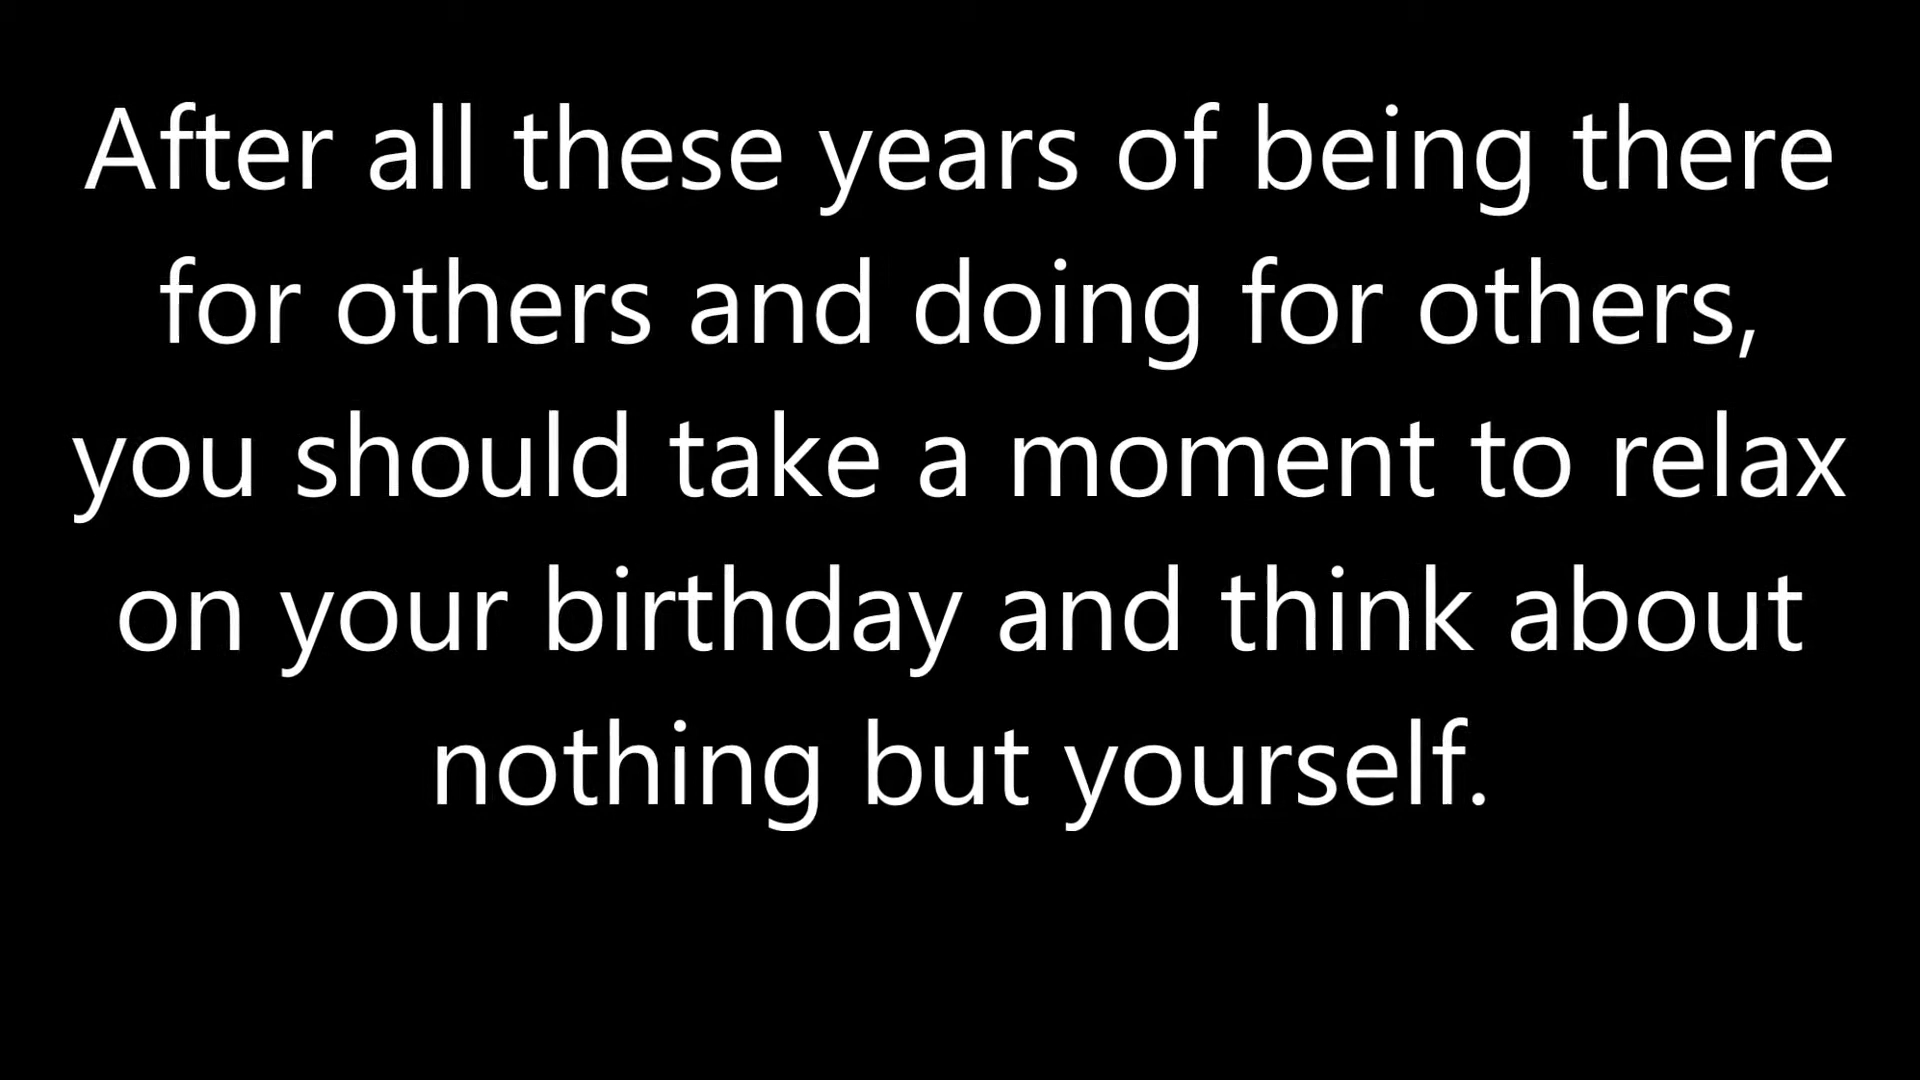 After all these years of being there
for others and doing for others,
you should take a moment to relax
on your birthday and think about
nothing but yourself.